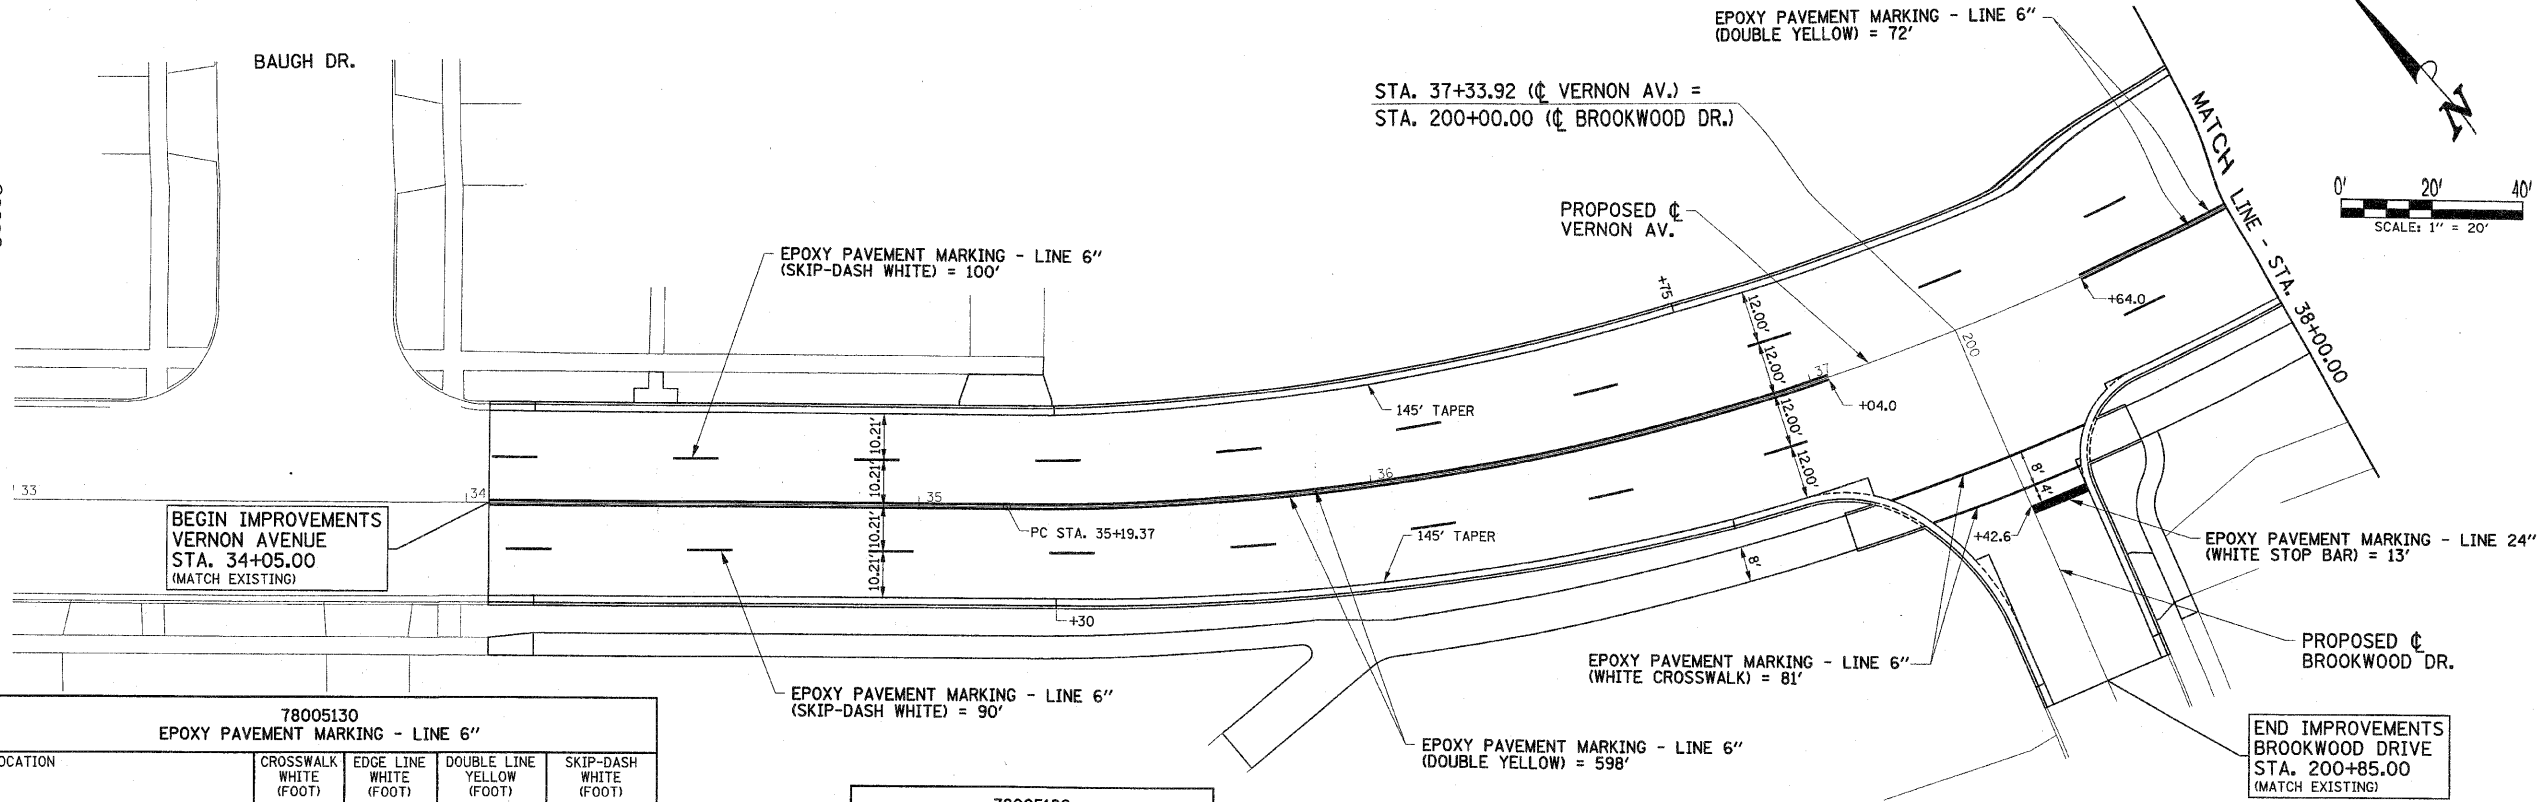 BAUGH DR.
EPOXY PAVEMENT MARKING - LINE 6"
(DOUBLE YELLOW) = 72'
STA. 37+33.92 (℄ VERNON AV.) =
STA. 200+00.00 (℄ BROOKWOOD DR.)
PROPOSED ℄
VERNON AV.
MATCH LINE - STA. 38+00.00
N
0' 20' 40'
SCALE: 1" = 20'
EPOXY PAVEMENT MARKING - LINE 6"
(SKIP-DASH WHITE) = 100'
+75
12.00'
12.00'
12.00'
12.00'
+64.0
200
37
+04.0
145' TAPER
10.21'
10.21'
10.21'
10.21'
33
34
35
36
PC STA. 35+19.37
BEGIN IMPROVEMENTS
VERNON AVENUE
STA. 34+05.00
(MATCH EXISTING)
145' TAPER
8'
8'
4'
+42.6
EPOXY PAVEMENT MARKING - LINE 24"
(WHITE STOP BAR) = 13'
+30
PROPOSED ℄
BROOKWOOD DR.
EPOXY PAVEMENT MARKING - LINE 6"
(WHITE CROSSWALK) = 81'
EPOXY PAVEMENT MARKING - LINE 6"
(SKIP-DASH WHITE) = 90'
EPOXY PAVEMENT MARKING - LINE 6"
(DOUBLE YELLOW) = 598'
END IMPROVEMENTS
BROOKWOOD DRIVE
STA. 200+85.00
(MATCH EXISTING)
78005130
EPOXY PAVEMENT MARKING - LINE 6"
CROSSWALK
WHITE
(FOOT)
EDGE LINE
WHITE
(FOOT)
DOUBLE LINE
YELLOW
(FOOT)
SKIP-DASH
WHITE
(FOOT)